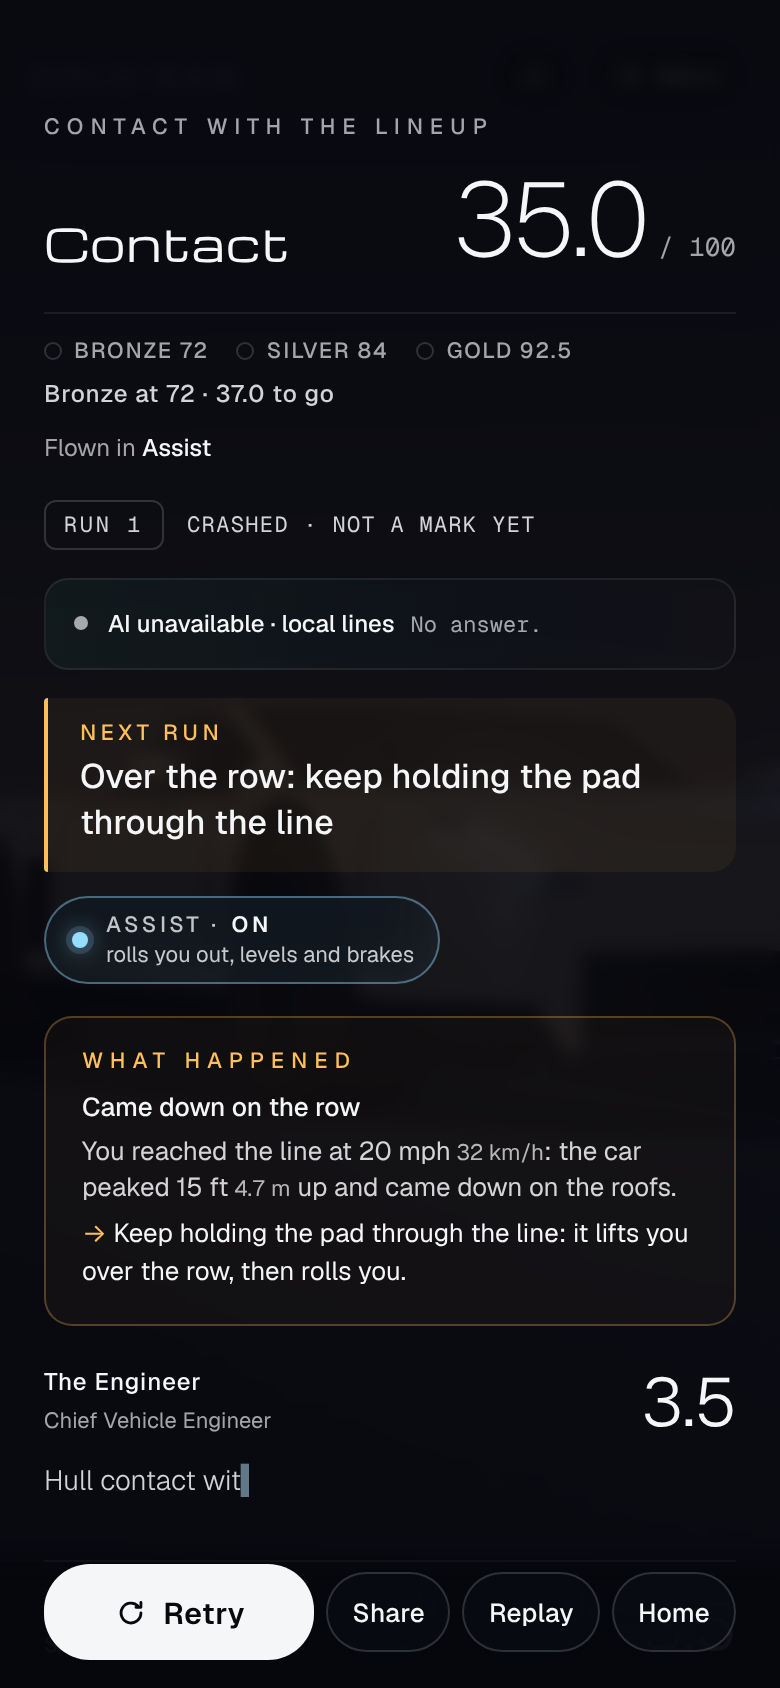 CONTACT WITH THE LINEUP
Contact
35.0 / 100
BRONZE 72 SILVER 84 GOLD 92.5
Bronze at 72 · 37.0 to go
Flown in Assist
RUN 1 CRASHED · NOT A MARK YET
AI unavailable · local lines No answer.
NEXT RUN
Over the row: keep holding the pad
through the line
ASSIST · ON
rolls you out, levels and brakes
WHAT HAPPENED
Came down on the row
You reached the line at 20 mph 32 km/h: the car
peaked 15 ft 4.7 m up and came down on the roofs.
→ Keep holding the pad through the line: it lifts you
over the row, then rolls you.
The Engineer
Chief Vehicle Engineer
3.5
Hull contact wit
Retry Share Replay Home